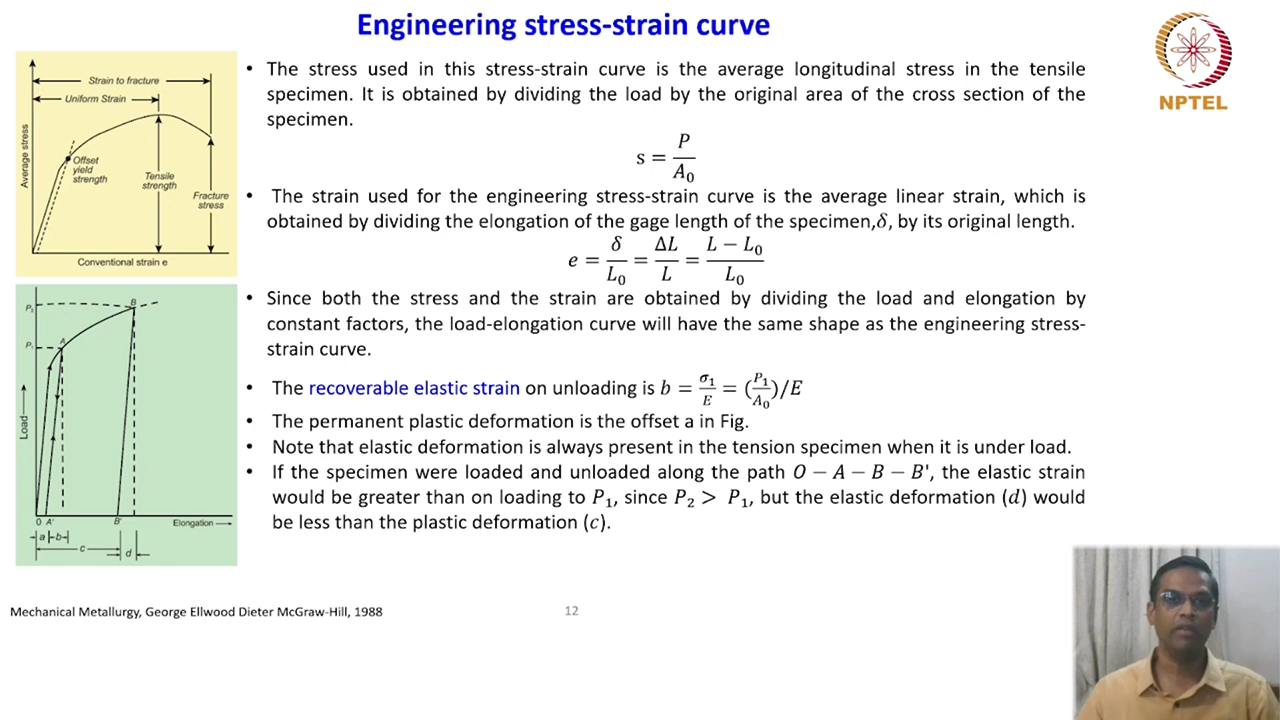 Engineering stress-strain curve
NPTEL
Strain to fracture
Uniform Strain
Offset
yield
strength
Tensile
strength
Fracture
stress
Average stress
Conventional strain e
• The stress used in this stress-strain curve is the average longitudinal stress in the tensile
specimen. It is obtained by dividing the load by the original area of the cross section of the
specimen.
s = P / A₀
• The strain used for the engineering stress-strain curve is the average linear strain, which is
obtained by dividing the elongation of the gage length of the specimen,δ, by its original length.
e = δ / L₀ = ΔL / L = L − L₀ / L₀
• Since both the stress and the strain are obtained by dividing the load and elongation by
constant factors, the load-elongation curve will have the same shape as the engineering stress-
strain curve.
• The recoverable elastic strain on unloading is b = σ₁ / E = (P₁ / A₀)/E
• The permanent plastic deformation is the offset a in Fig.
• Note that elastic deformation is always present in the tension specimen when it is under load.
• If the specimen were loaded and unloaded along the path O − A − B − B', the elastic strain
would be greater than on loading to P₁, since P₂ > P₁, but the elastic deformation (d) would
be less than the plastic deformation (c).
P₂
B
P₁
A
Load
0 A' B' Elongation
a b
c d
Mechanical Metallurgy, George Ellwood Dieter McGraw-Hill, 1988
12